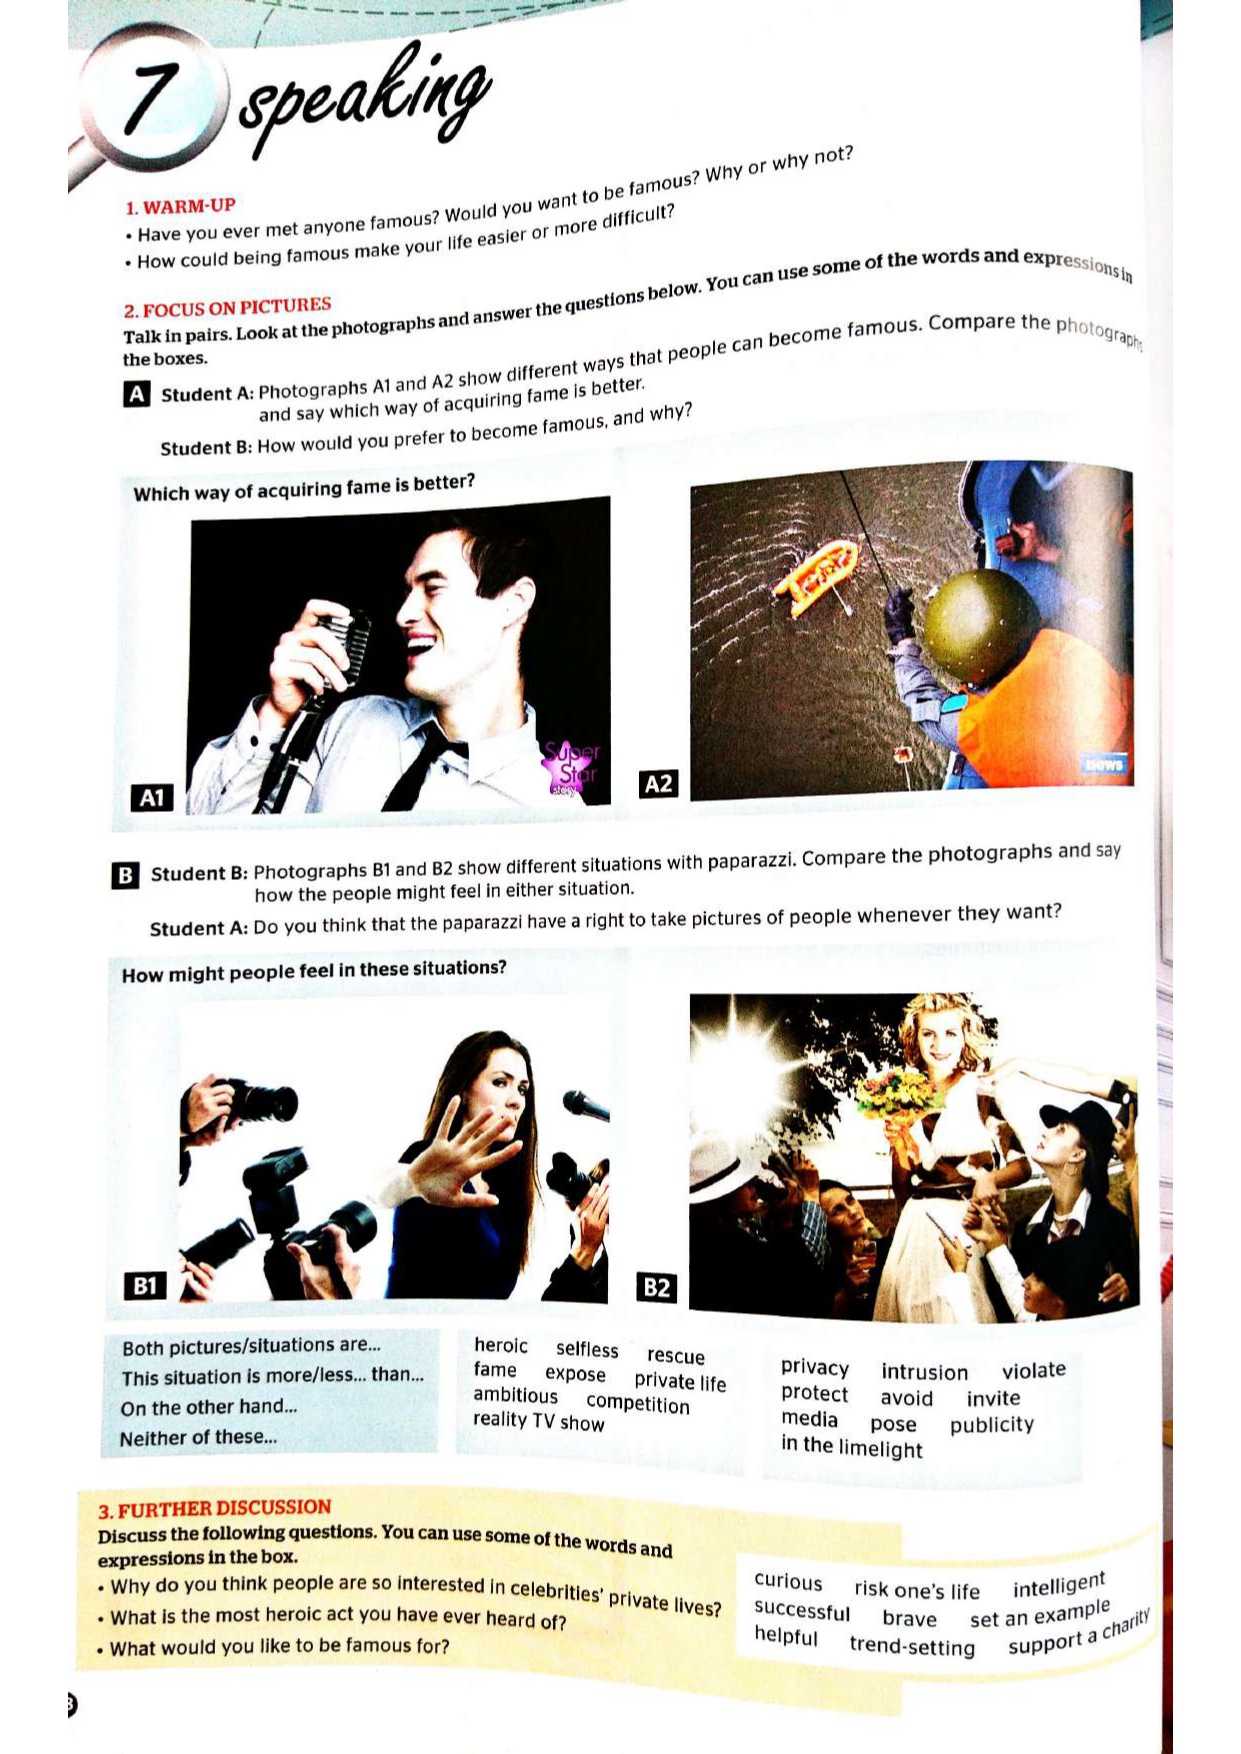 7 speaking
1. WARM-UP
• Have you ever met anyone famous? Would you want to be famous? Why or why not?
• How could being famous make your life easier or more difficult?
2. FOCUS ON PICTURES
Talk in pairs. Look at the photographs and answer the questions below. You can use some of the words and expressions in
the boxes.
A Student A: Photographs A1 and A2 show different ways that people can become famous. Compare the photographs
and say which way of acquiring fame is better.
Student B: How would you prefer to become famous, and why?
Which way of acquiring fame is better?
Super
Star
story
news
A1
A2
B Student B: Photographs B1 and B2 show different situations with paparazzi. Compare the photographs and say
how the people might feel in either situation.
Student A: Do you think that the paparazzi have a right to take pictures of people whenever they want?
How might people feel in these situations?
B1
B2
Both pictures/situations are...
This situation is more/less... than...
On the other hand...
Neither of these...
heroic selfless rescue
fame expose private life
ambitious competition
reality TV show
privacy intrusion violate
protect avoid invite
media pose publicity
in the limelight
3. FURTHER DISCUSSION
Discuss the following questions. You can use some of the words and
expressions in the box.
• Why do you think people are so interested in celebrities' private lives?
• What is the most heroic act you have ever heard of?
• What would you like to be famous for?
curious risk one's life intelligent
successful brave set an example
helpful trend-setting support a charity